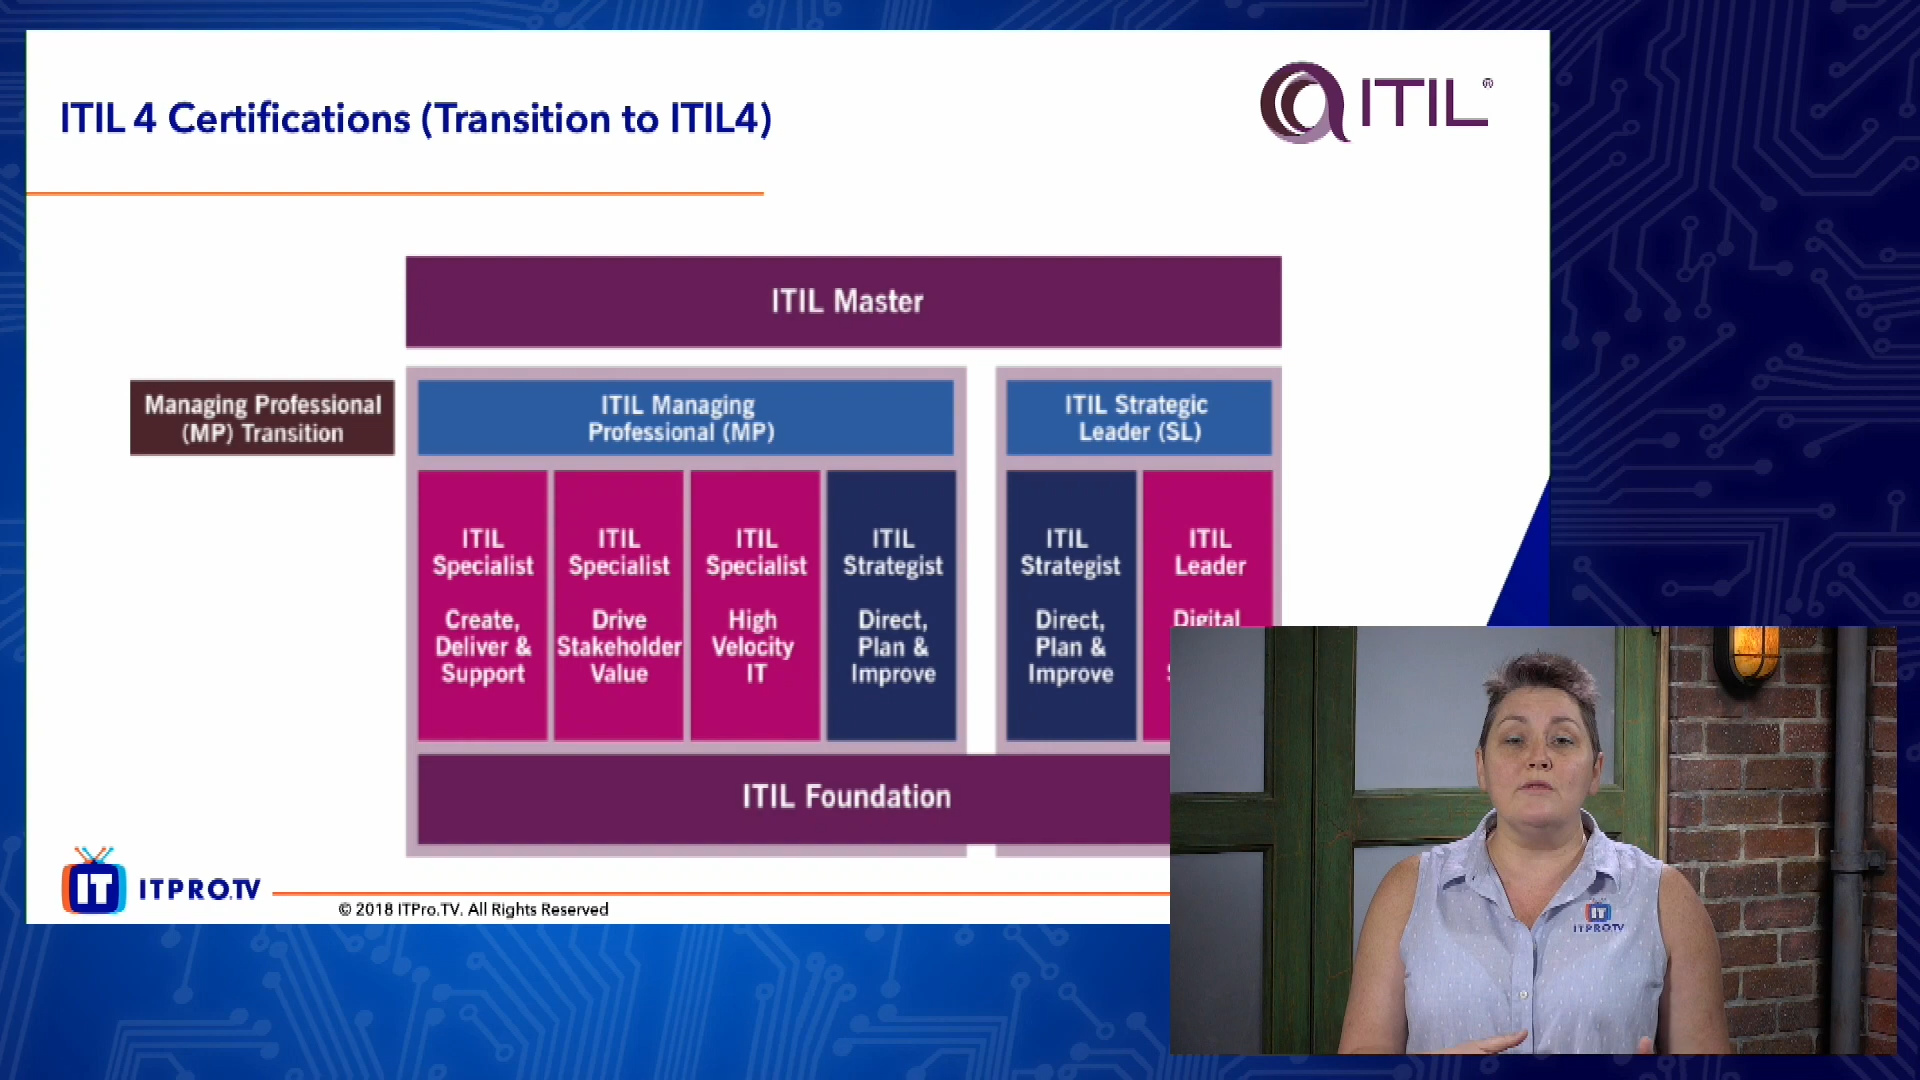 ITIL 4 Certifications (Transition to ITIL4)
ITIL®
ITIL Master
Managing Professional
(MP) Transition
ITIL Managing
Professional (MP)
ITIL Strategic
Leader (SL)
ITIL
Specialist
Create,
Deliver &
Support
ITIL
Specialist
Drive
Stakeholder
Value
ITIL
Specialist
High
Velocity
IT
ITIL
Strategist
Direct,
Plan &
Improve
ITIL
Strategist
Direct,
Plan &
Improve
ITIL
Leader
Digital
ITIL Foundation
IT
ITPRO.TV
© 2018 ITPro.TV. All Rights Reserved
IT
ITPROTV